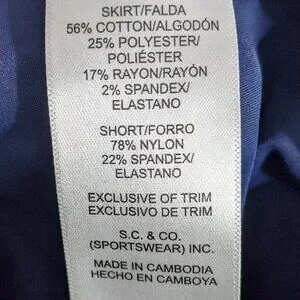 SKIRT/FALDA
56% COTTON/ALGODÓN
25% POLYESTER/
POLIÉSTER
17% RAYON/RAYÓN
2% SPANDEX/
ELASTANO
SHORT/FORRO
78% NYLON
22% SPANDEX/
ELASTANO
EXCLUSIVE OF TRIM
EXCLUSIVO DE TRIM
S.C. & CO.
(SPORTSWEAR) INC.
MADE IN CAMBODIA
HECHO EN CAMBOYA